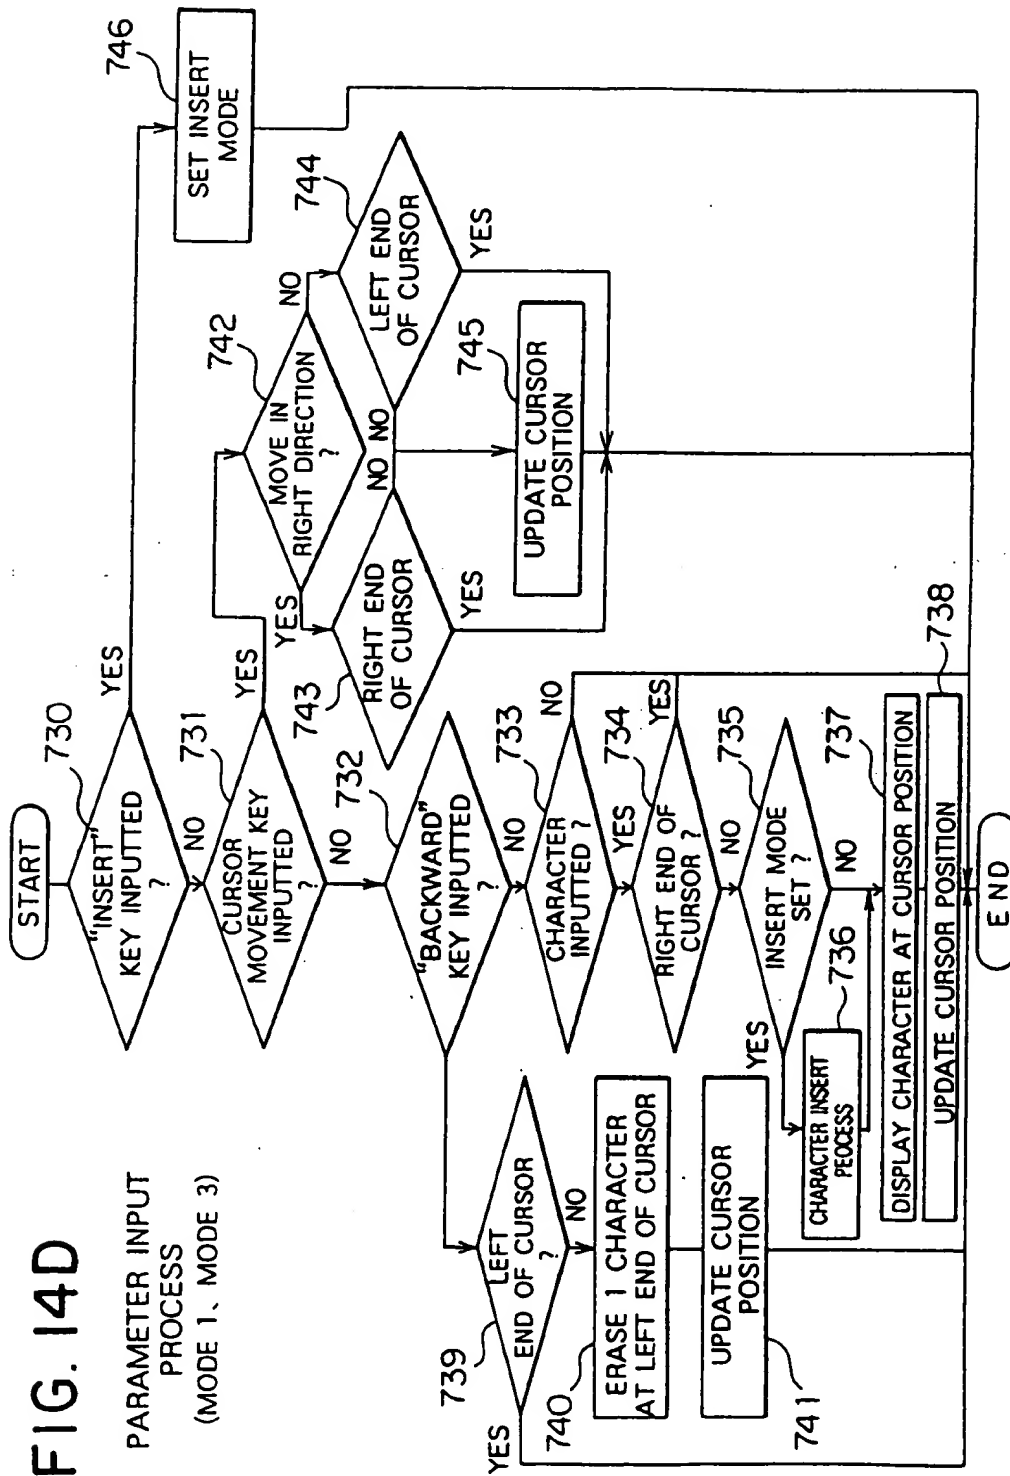 FIG. 14D
PARAMETER INPUT
PROCESS
(MODE 1、MODE 3)
START
730
"INSERT"
KEY INPUTTED
?
YES
NO
746
SET INSERT
MODE
731
CURSOR
MOVEMENT KEY
INPUTTED
?
YES
NO
742
MOVE IN
RIGHT DIRECTION
?
YES
NO
743
RIGHT END
OF CURSOR
NO
YES
744
LEFT END
OF CURSOR
NO
YES
745
UPDATE CURSOR
POSITION
732
"BACKWARD"
KEY INPUTTED
?
NO
733
CHARACTER
INPUTTED ?
NO
YES
734
RIGHT END OF
CURSOR ?
YES
NO
735
INSERT MODE
SET ?
YES
NO
736
CHARACTER INSERT
PEOCESS
737
DISPLAY CHARACTER AT CURSOR POSITION
738
UPDATE CURSOR POSITION
739
LEFT
END OF CURSOR
?
YES
NO
740
ERASE 1 CHARACTER
AT LEFT END OF CURSOR
741
UPDATE CURSOR
POSITION
END